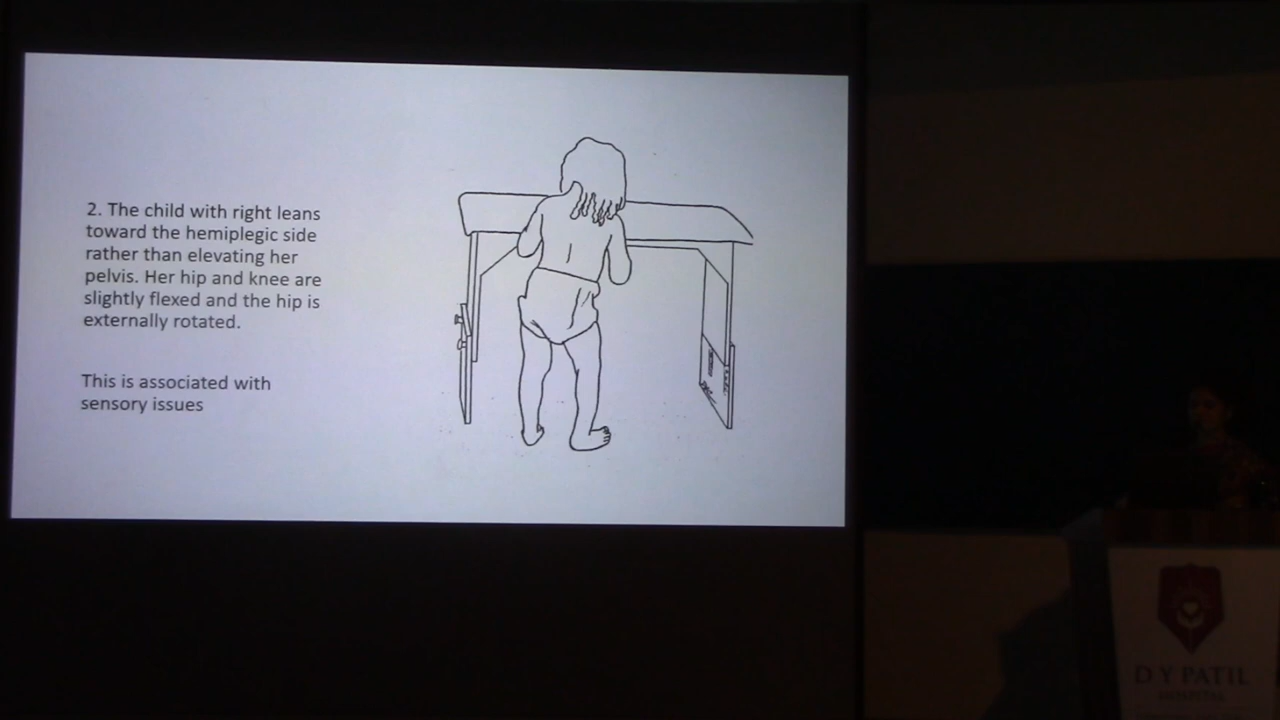 2. The child with right leans
toward the hemiplegic side
rather than elevating her
pelvis. Her hip and knee are
slightly flexed and the hip is
externally rotated.
This is associated with
sensory issues
D Y PATIL
HOSPITAL